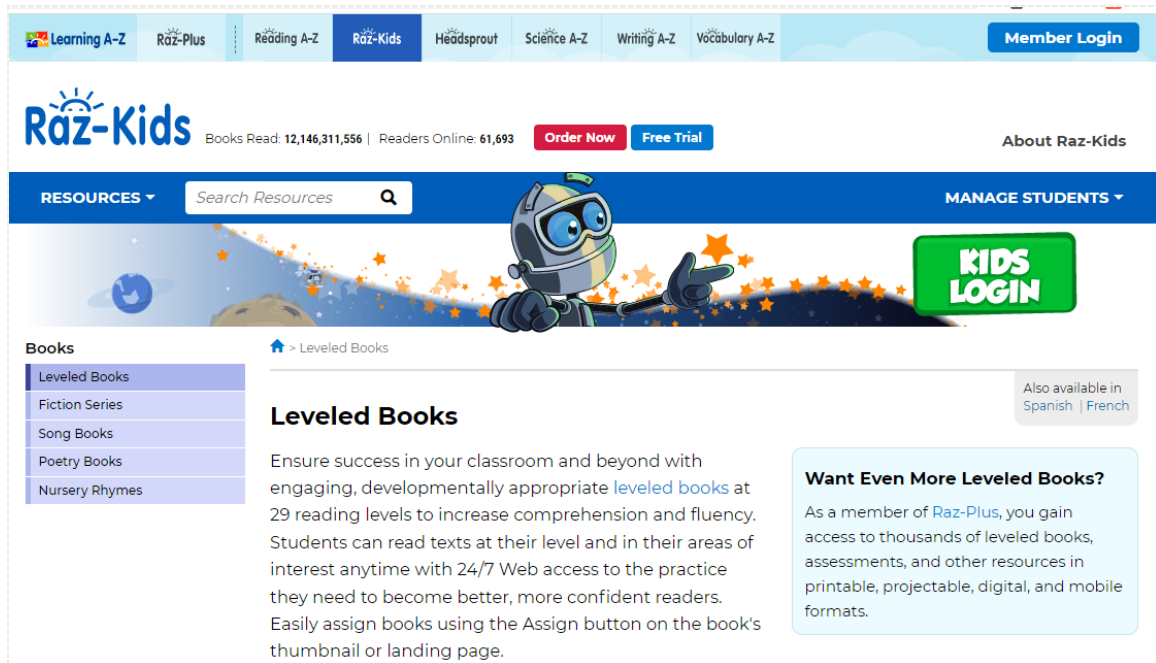 Learning A-Z
Raz-Plus
Reading A-Z
Raz-Kids
Headsprout
Science A-Z
Writing A-Z
Vocabulary A-Z
Member Login
Raz-Kids
Books Read: 12,146,311,556 | Readers Online: 61,693
Order Now
Free Trial
About Raz-Kids
RESOURCES
Search Resources
MANAGE STUDENTS
KIDS
LOGIN
Books
Leveled Books
Fiction Series
Song Books
Poetry Books
Nursery Rhymes
> Leveled Books
Also available in
Spanish | French
Leveled Books
Ensure success in your classroom and beyond with
engaging, developmentally appropriate leveled books at
29 reading levels to increase comprehension and fluency.
Students can read texts at their level and in their areas of
interest anytime with 24/7 Web access to the practice
they need to become better, more confident readers.
Easily assign books using the Assign button on the book's
thumbnail or landing page.
Want Even More Leveled Books?
As a member of Raz-Plus, you gain
access to thousands of leveled books,
assessments, and other resources in
printable, projectable, digital, and mobile
formats.